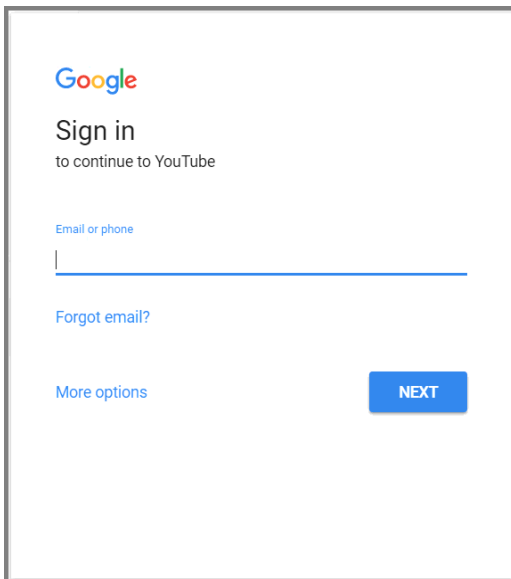 Google
Sign in
to continue to YouTube
Email or phone
Forgot email?
More options
NEXT